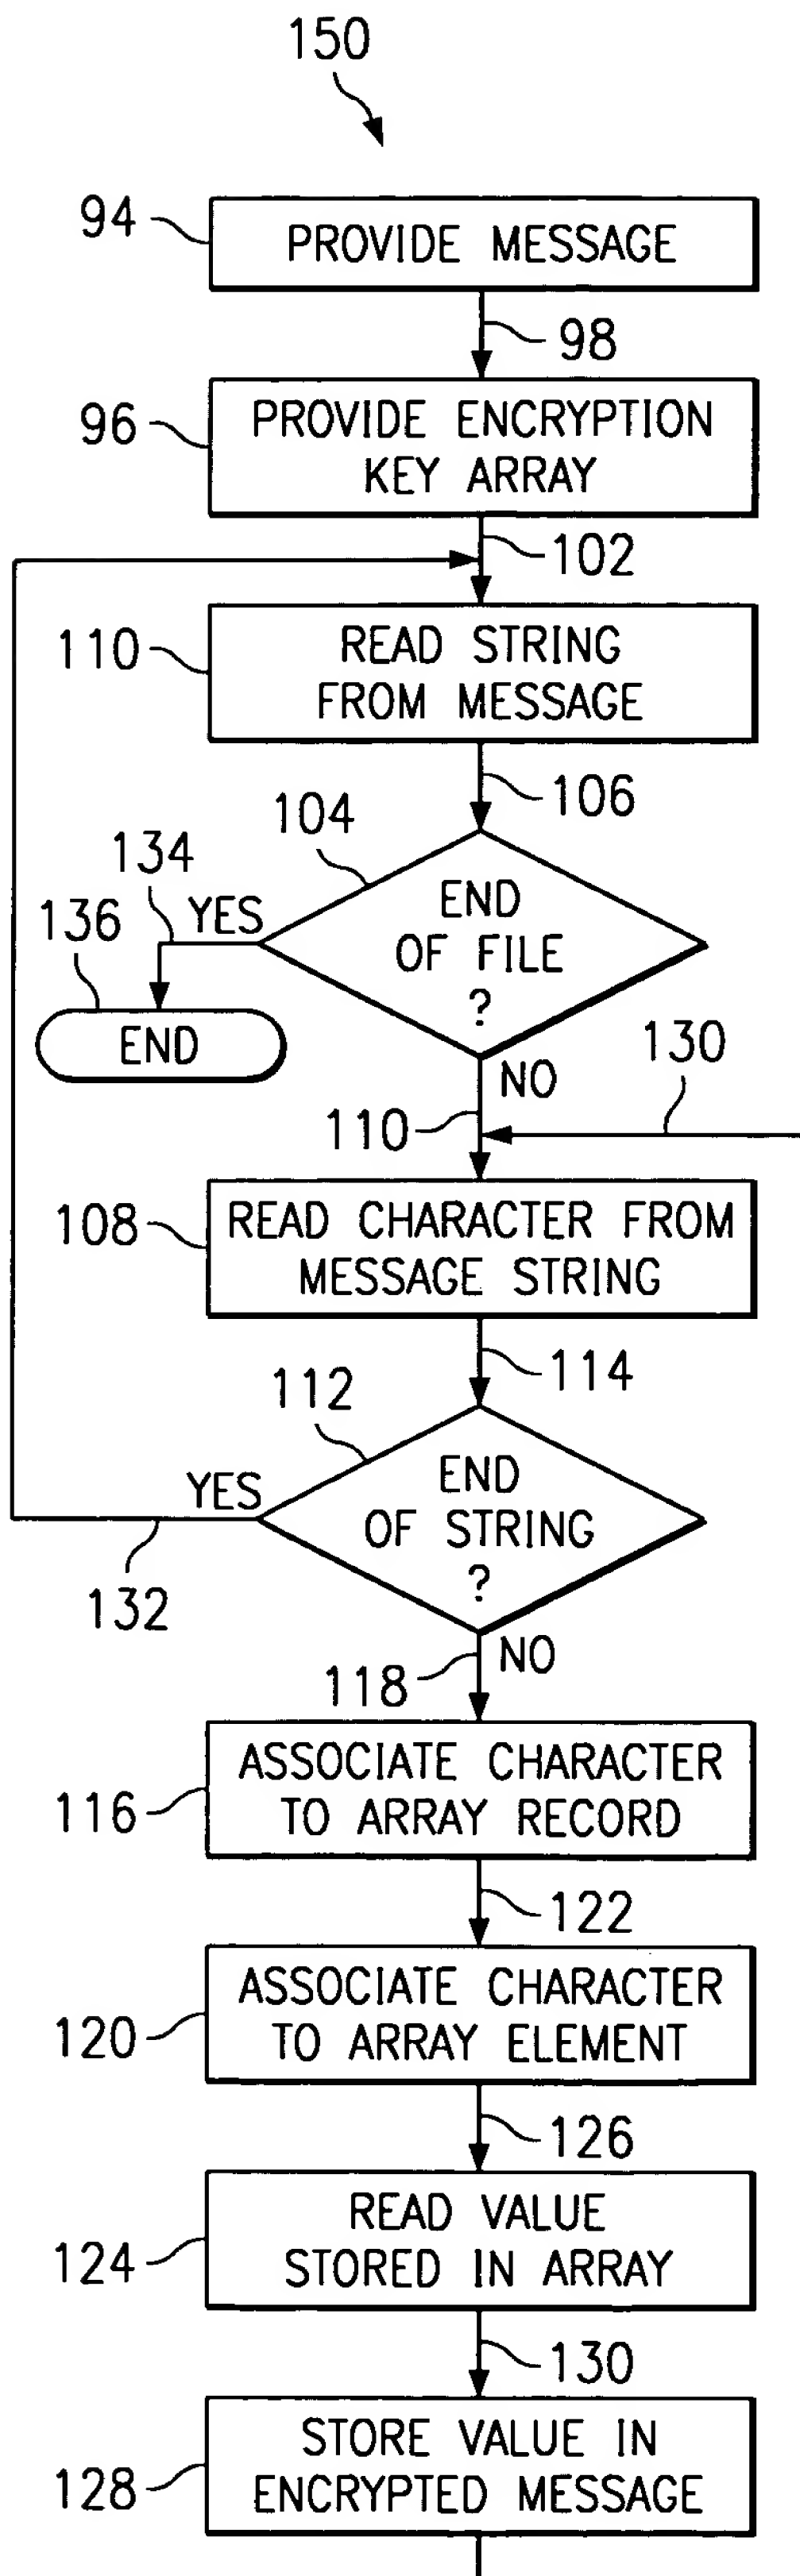 150
94
PROVIDE MESSAGE
98
96
PROVIDE ENCRYPTION
KEY ARRAY
102
110
READ STRING
FROM MESSAGE
106
104
134
136
YES
END
OF FILE
?
END
NO
130
110
108
READ CHARACTER FROM
MESSAGE STRING
114
112
YES
END
OF STRING
?
132
NO
118
116
ASSOCIATE CHARACTER
TO ARRAY RECORD
122
120
ASSOCIATE CHARACTER
TO ARRAY ELEMENT
126
124
READ VALUE
STORED IN ARRAY
130
128
STORE VALUE IN
ENCRYPTED MESSAGE